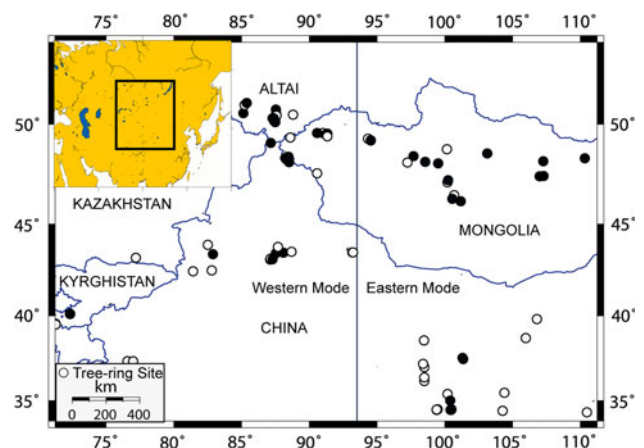 75° 80° 85° 90° 95° 100° 105° 110°
ALTAI
50° 50°
KAZAKHSTAN
45° 45°
MONGOLIA
KYRGHISTAN
Western Mode Eastern Mode
40° 40°
CHINA
Tree-ring Site
km
35° 35°
0 200 400
75° 80° 85° 90° 95° 100° 105° 110°